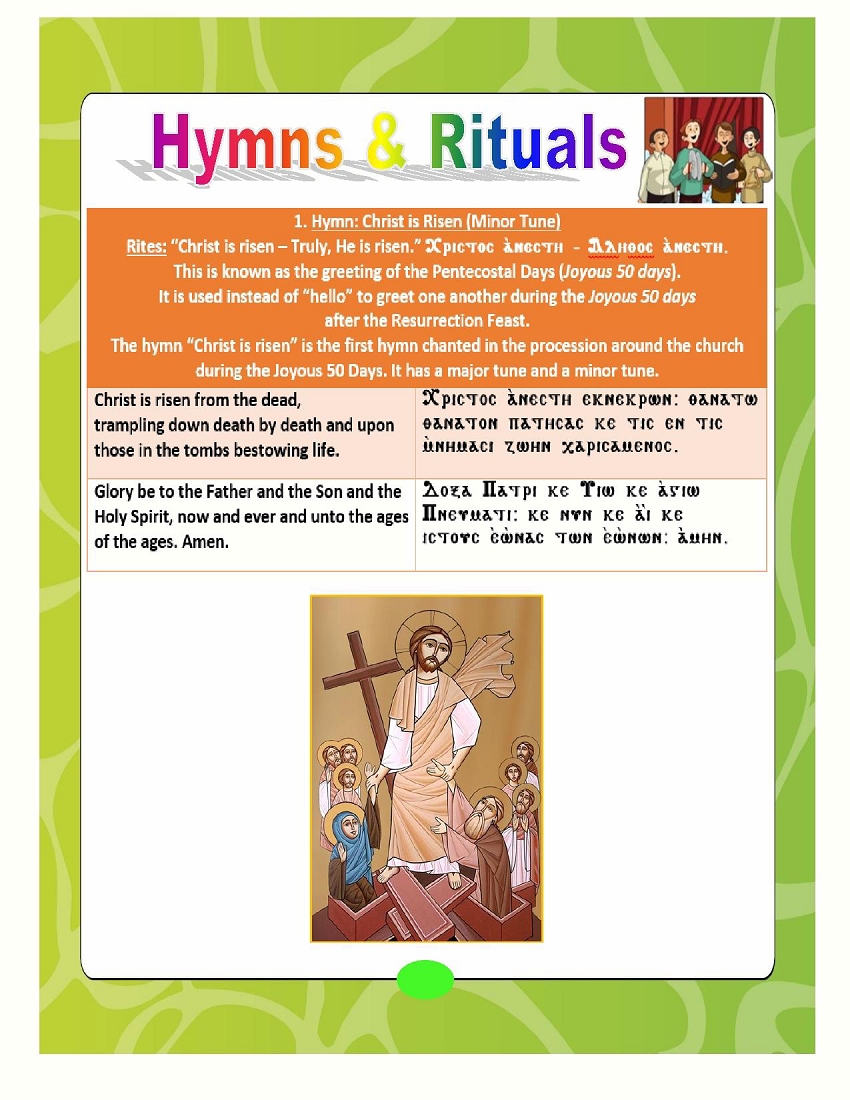 Hymns & Rituals
1. Hymn: Christ is Risen (Minor Tune)
Rites: “Christ is risen – Truly, He is risen.” Ⲭⲣⲓⲥⲧⲟⲥ ⲁ̀ⲛⲉⲥⲧⲏ - Ⲁⲗⲏⲑⲟⲥ ⲁ̀ⲛⲉⲥⲧⲏ.
This is known as the greeting of the Pentecostal Days (Joyous 50 days).
It is used instead of “hello” to greet one another during the Joyous 50 days
after the Resurrection Feast.
The hymn “Christ is risen” is the first hymn chanted in the procession around the church
during the Joyous 50 Days. It has a major tune and a minor tune.
Christ is risen from the dead,
trampling down death by death and upon
those in the tombs bestowing life.
Ⲭⲣⲓⲥⲧⲟⲥ ⲁ̀ⲛⲉⲥⲧⲏ ⲉⲕⲛⲉⲕⲣⲱⲛ: ⲑⲁⲛⲁⲧⲱ
ⲑⲁⲛⲁⲧⲟⲛ ⲡⲁⲧⲏⲥⲁⲥ ⲕⲉ ⲧⲓⲥ ⲉⲛ ⲧⲓⲥ
ⲙ̀ⲛⲏⲙⲁⲥⲓ ⲍⲱⲏⲛ ⲭⲁⲣⲓⲥⲁⲙⲉⲛⲟⲥ.
Glory be to the Father and the Son and the
Holy Spirit, now and ever and unto the ages
of the ages. Amen.
Ⲇⲟⲝⲁ Ⲡⲁⲧⲣⲓ ⲕⲉ Ⲩⲓⲱ ⲕⲉ ⲁ̀ⲅⲓⲱ
Ⲡⲛⲉⲩⲙⲁⲧⲓ: ⲕⲉ ⲛⲩⲛ ⲕⲉ ⲁ̀ⲓ̀ ⲕⲉ
ⲓⲥⲧⲟⲩⲥ ⲉ̀ⲱ̀ⲛⲁⲥ ⲧⲱⲛ ⲉ̀ⲱ̀ⲛⲱⲛ: ⲁ̀ⲙⲏⲛ.